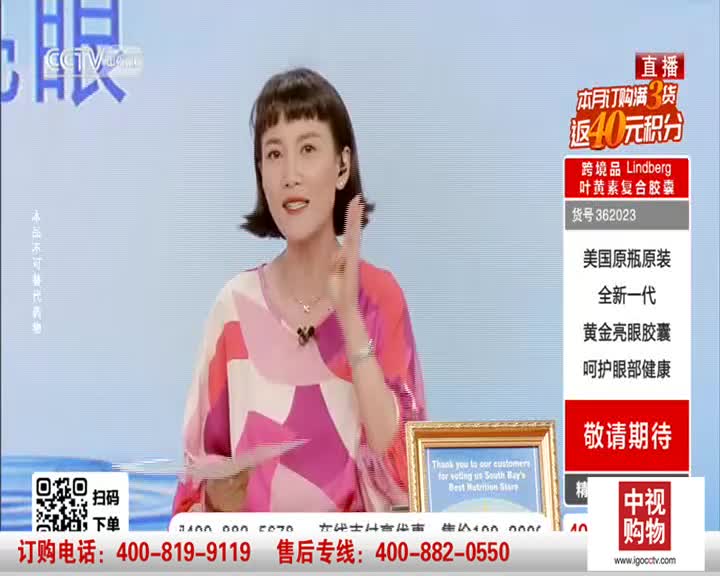 亮眼
CCTV
本品不可替代药物
直播
本月订购满3货
返40元积分
跨境品 Lindberg
叶黄素复合胶囊
货号362023
美国原瓶原装
全新一代
黄金亮眼胶囊
呵护眼部健康
敬请期待
Thank you to our customers
for voting us South Bay's
Best Nutrition Store
扫码
下单
在线支付享优惠
中视
购物
www.igocctv.com
订购电话：400-819-9119 售后专线：400-882-0550